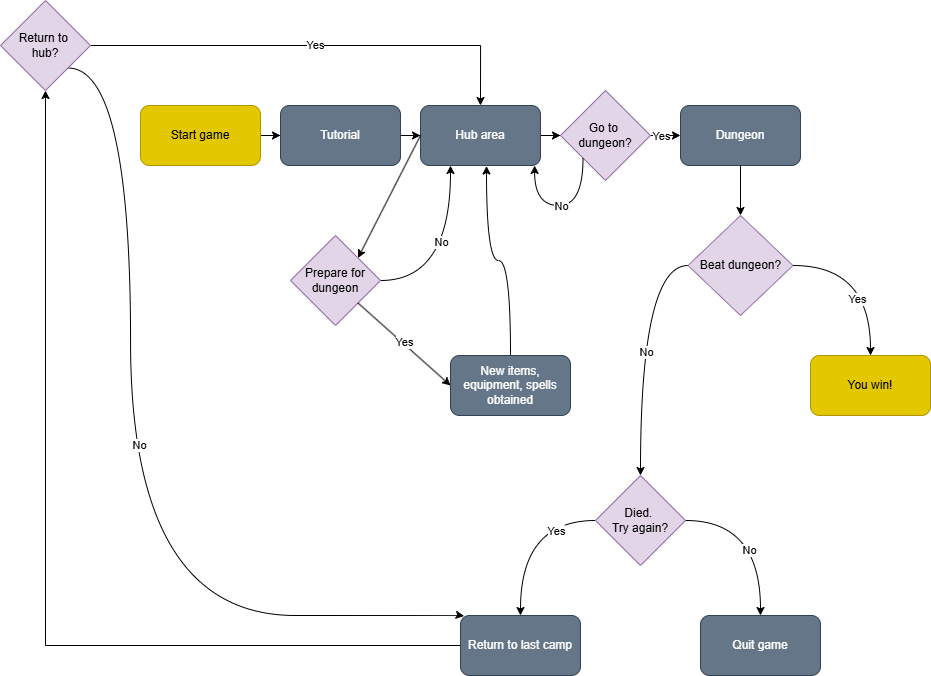 Return to
hub?
Yes
Start game
Tutorial
Hub area
Go to
dungeon?
Yes
Dungeon
No
No
Prepare for
dungeon
Beat dungeon?
Yes
Yes
No
New items,
equipment, spells
obtained
You win!
No
Died.
Try again?
Yes
No
Return to last camp
Quit game